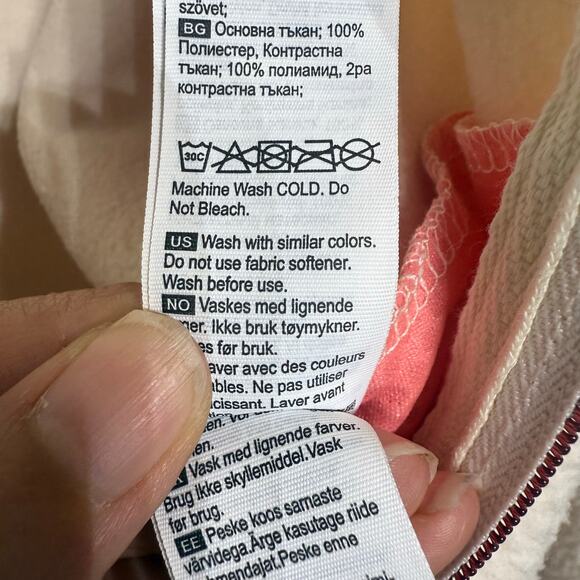 szövet;
BG Основна тъкан; 100%
Полиестер, Контрастна
тъкан; 100% полиамид, 2ра
контрастна тъкан;
30C
Machine Wash COLD. Do
Not Bleach.
US Wash with similar colors.
Do not use fabric softener.
Wash before use.
NO Vaskes med lignende
Ikke bruk tøymykner.
før bruk.
avec des couleurs
Ne pas utiliser
Laver avant
Vask med lignende farver.
Brug Ikke skyllemiddel.Vask
før brug.
EE Peske koos sarnaste
värvidega.Ärge kasutage riide
Peske enne